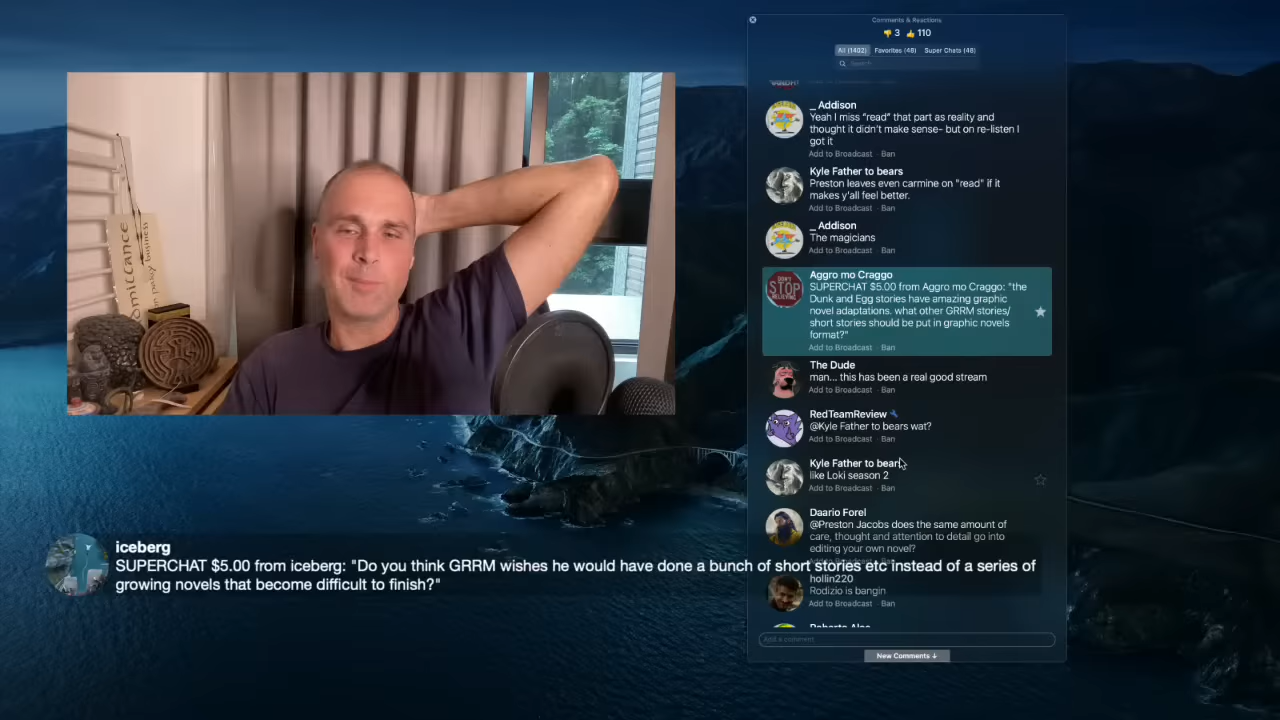 Comments & Reactions
3 110
All (1402) Favorites (48) Super Chats (48)
Search
_ Addison
Yeah I miss "read" that part as reality and
thought it didn't make sense- but on re-listen I
got it
Add to Broadcast · Ban
Kyle Father to bears
Preston leaves even carmine on "read" if it
makes y'all feel better.
Add to Broadcast · Ban
_ Addison
The magicians
Add to Broadcast · Ban
Aggro mo Craggo
SUPERCHAT $5.00 from Aggro mo Craggo: "the
Dunk and Egg stories have amazing graphic
novel adaptations. what other GRRM stories/
short stories should be put in graphic novels
format?"
Add to Broadcast · Ban
The Dude
man... this has been a real good stream
Add to Broadcast · Ban
RedTeamReview
@Kyle Father to bears wat?
Add to Broadcast · Ban
Kyle Father to bears
like Loki season 2
Add to Broadcast · Ban
Daario Forel
@Preston Jacobs does the same amount of
care, thought and attention to detail go into
editing your own novel?
hollin220
Rodizio is bangin
Add to Broadcast · Ban
Add a comment
New Comments ↓
DON'T
STOP
BELIEVING
iceberg
SUPERCHAT $5.00 from iceberg: "Do you think GRRM wishes he would have done a bunch of short stories etc instead of a series of
growing novels that become difficult to finish?"